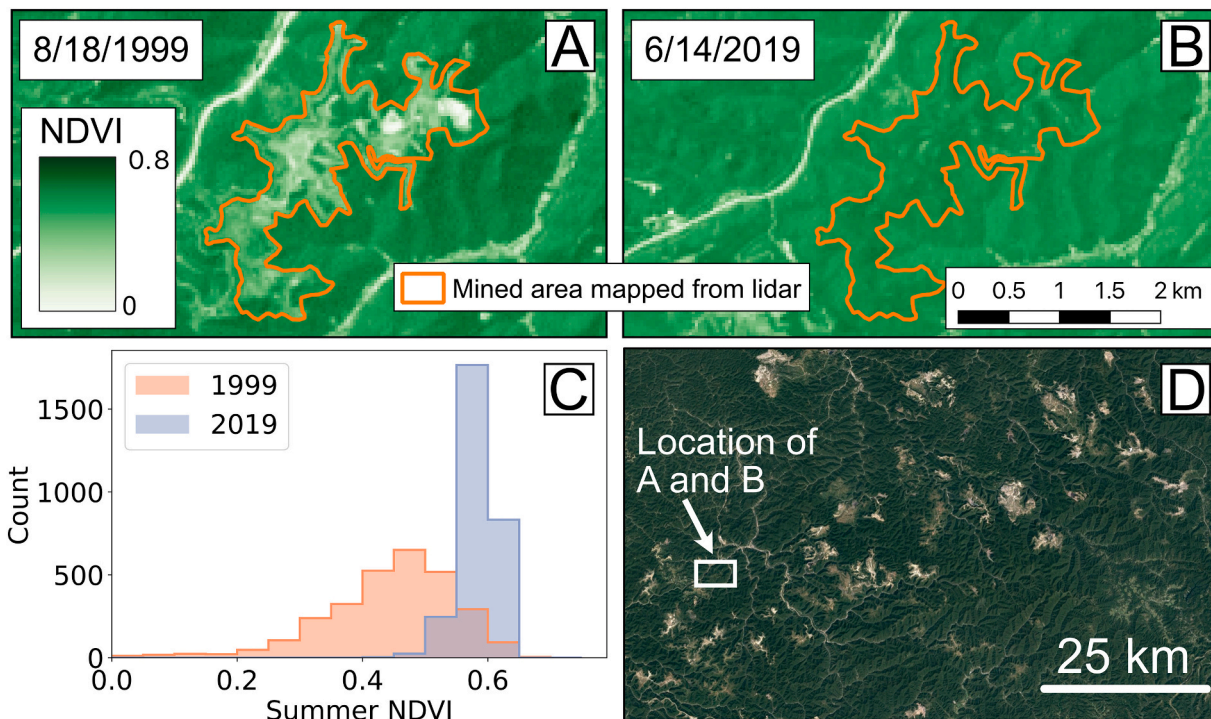 8/18/1999
A
NDVI
0.8
0
6/14/2019
B
Mined area mapped from lidar
0 0.5 1 1.5 2 km
C
1999
2019
1500
1000
500
0
Count
0.0 0.2 0.4 0.6
Summer NDVI
D
Location of
A and B
25 km